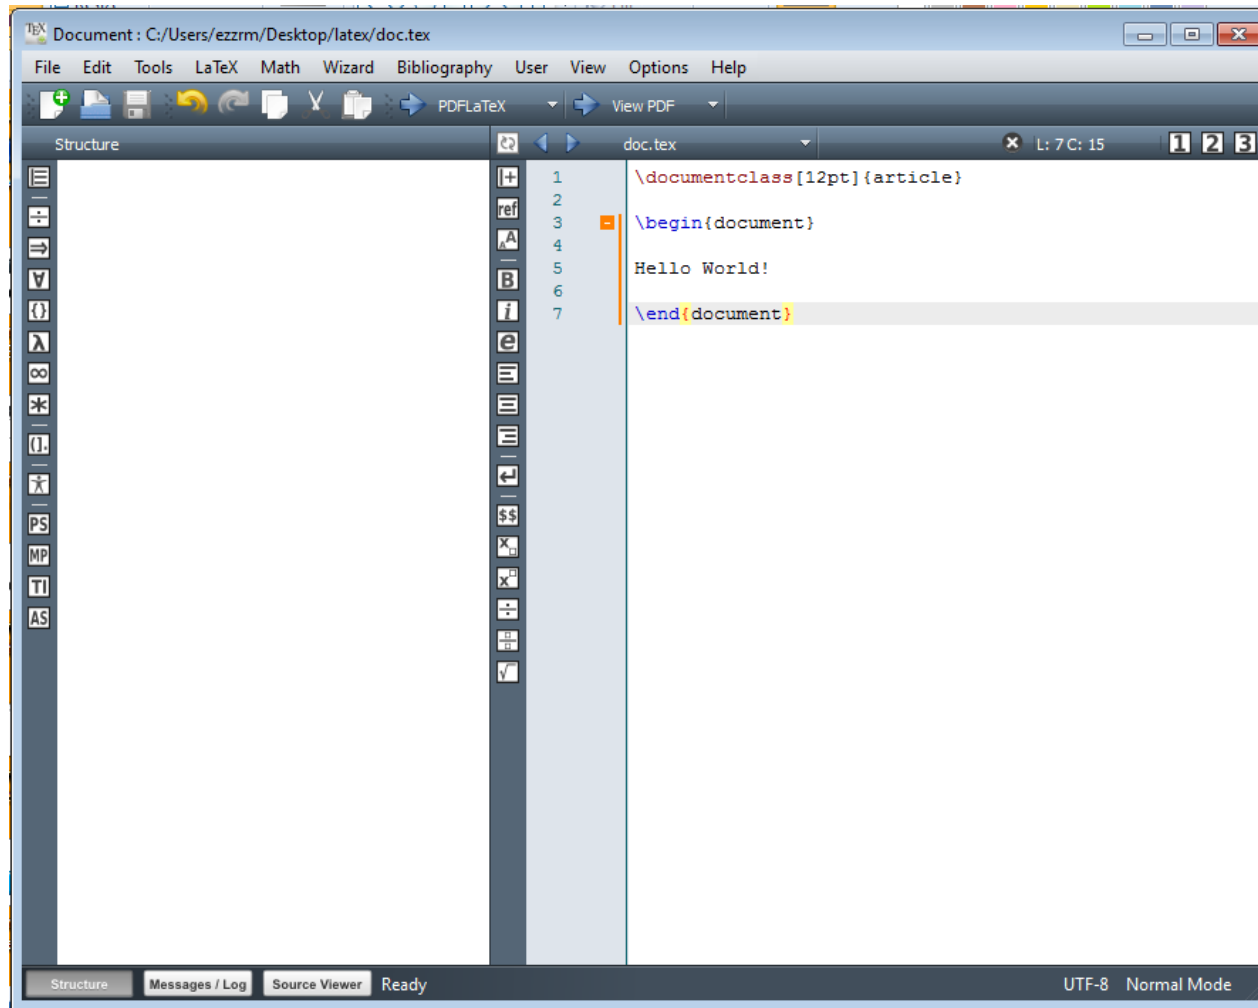 TEX Document : C:/Users/ezzrm/Desktop/latex/doc.tex
File Edit Tools LaTeX Math Wizard Bibliography User View Options Help
PDFLaTeX View PDF
Structure doc.tex L: 7 C: 15 1 2 3
1 \documentclass[12pt]{article}
2
3 \begin{document}
4
5 Hello World!
6
7 \end{document}
ref
A A
B
{} i
λ e
∞
(].
PS $$
MP x
TI x
AS
Structure Messages / Log Source Viewer Ready UTF-8 Normal Mode